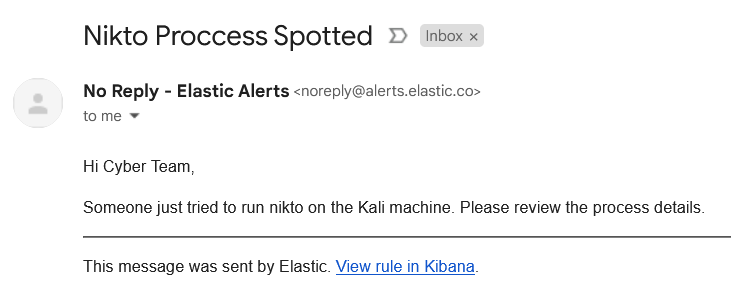 Nikto Proccess Spotted Inbox ×
No Reply - Elastic Alerts <noreply@alerts.elastic.co>
to me
Hi Cyber Team,
Someone just tried to run nikto on the Kali machine. Please review the process details.
This message was sent by Elastic. View rule in Kibana.